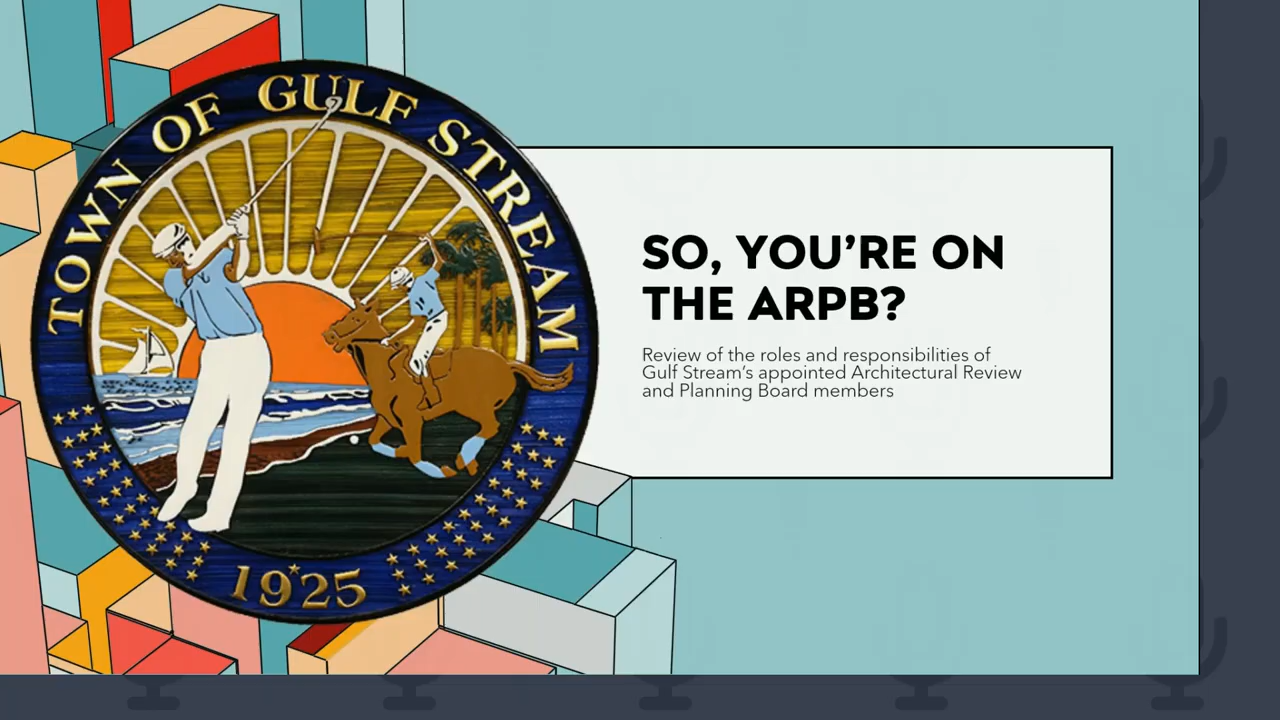 TOWN OF GULF STREAM
1925
SO, YOU’RE ON
THE ARPB?
Review of the roles and responsibilities of
Gulf Stream’s appointed Architectural Review
and Planning Board members